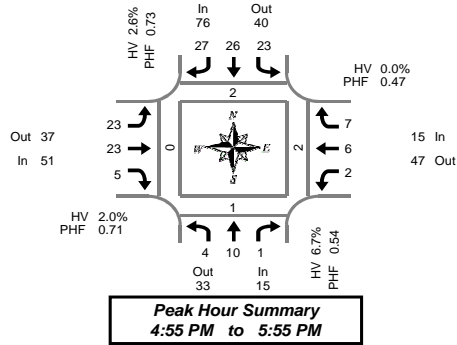 HV 2.6%
PHF 0.73
In
76
Out
40
27 26 23
HV 0.0%
PHF 0.47
2
Out 37
In 51
23
23
5
0
N
W E
S
2
7
6
2
15 In
47 Out
1
HV 2.0%
PHF 0.71
4 10 1
Out
33
In
15
HV 6.7%
PHF 0.54
Peak Hour Summary
4:55 PM to 5:55 PM